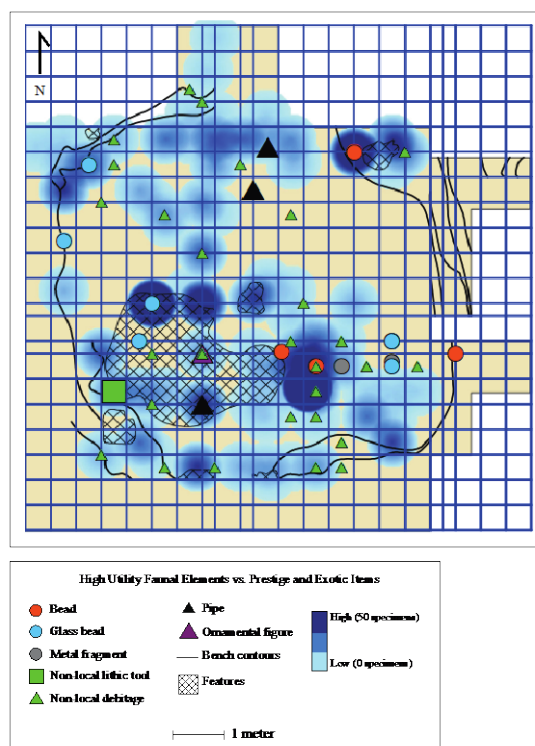 N
High Utility Faunal Elements vs. Prestige and Exotic Items
Bead
Glass bead
Metal fragment
Non-local lithic tool
Non-local debitage
Pipe
Ornamental figure
Bench contours
Features
High (50 specimens)
Low (0 specimens)
1 meter